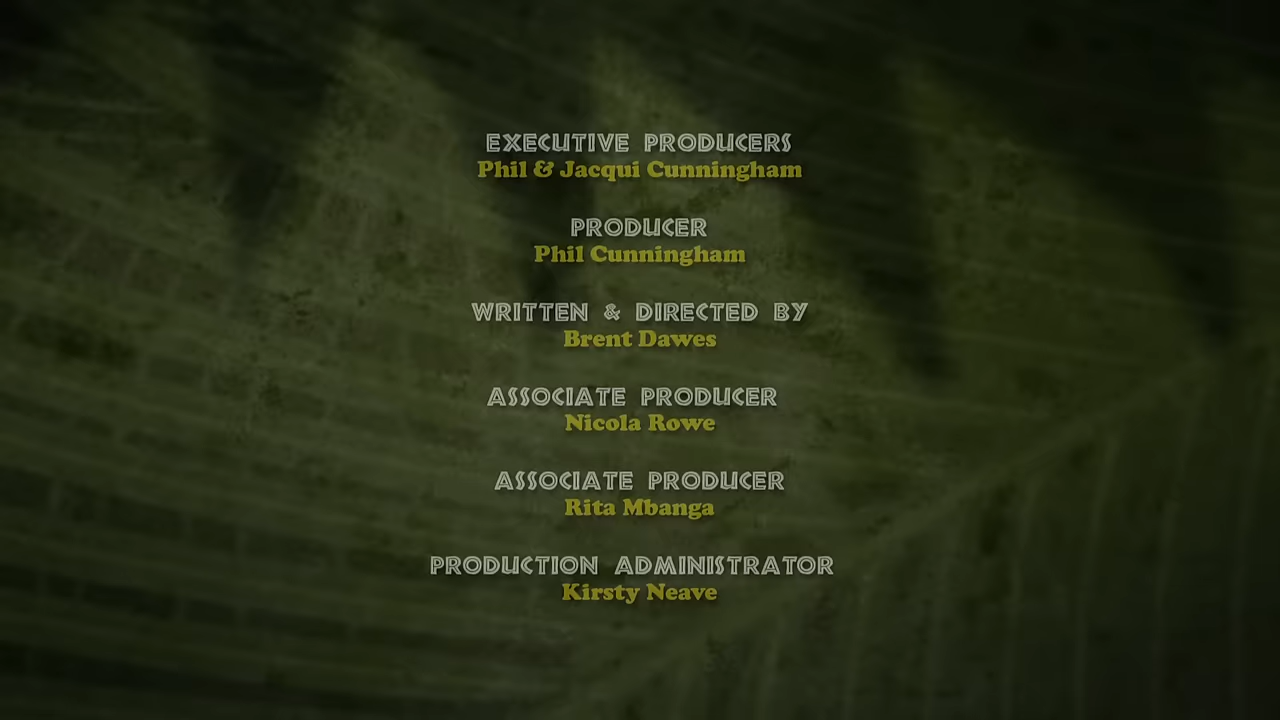 EXECUTIVE PRODUCERS
Phil & Jacqui Cunningham
PRODUCER
Phil Cunningham
WRITTEN & DIRECTED BY
Brent Dawes
ASSOCIATE PRODUCER
Nicola Rowe
ASSOCIATE PRODUCER
Rita Mbanga
PRODUCTION ADMINISTRATOR
Kirsty Neave